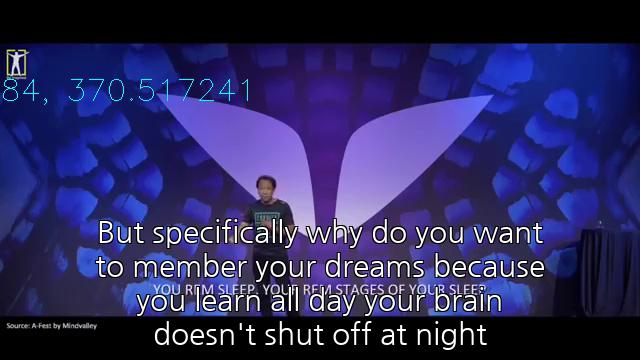 84, 370.517241
But specifically why do you want
to member your dreams because
YOU REM SLEEP. YOUR REM STAGES OF YOUR SLEEP
you learn all day your brain
Source: A-Fest by Mindvalley
doesn't shut off at night